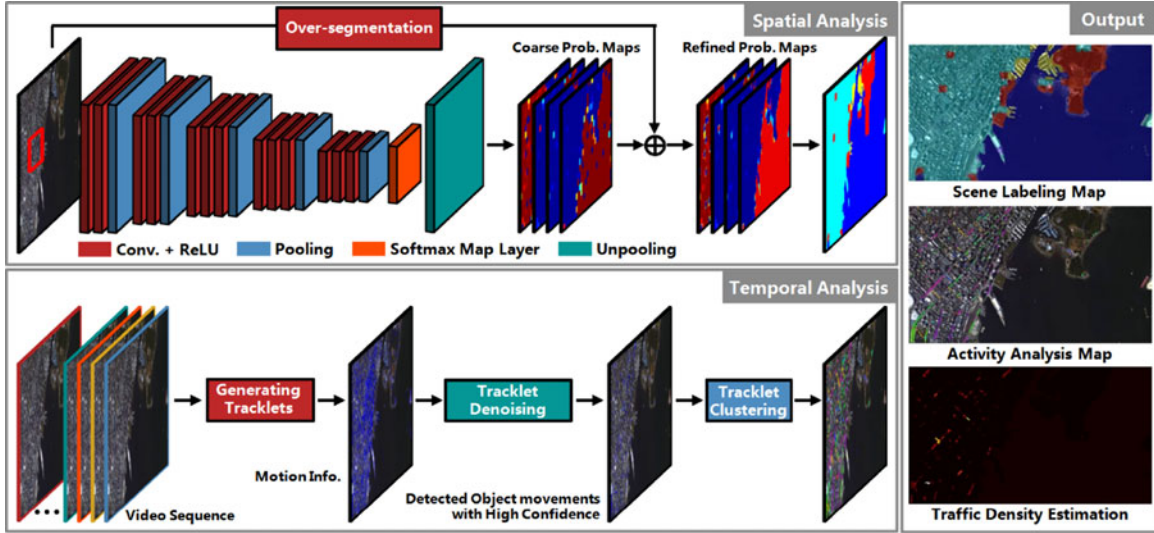 Spatial Analysis
Over-segmentation
Coarse Prob. Maps
Refined Prob. Maps
Conv. + ReLU
Pooling
Softmax Map Layer
Unpooling
Temporal Analysis
Generating
Tracklets
Tracklet
Denoising
Tracklet
Clustering
Motion Info.
Detected Object movements
with High Confidence
...
Video Sequence
Output
Scene Labeling Map
Activity Analysis Map
Traffic Density Estimation